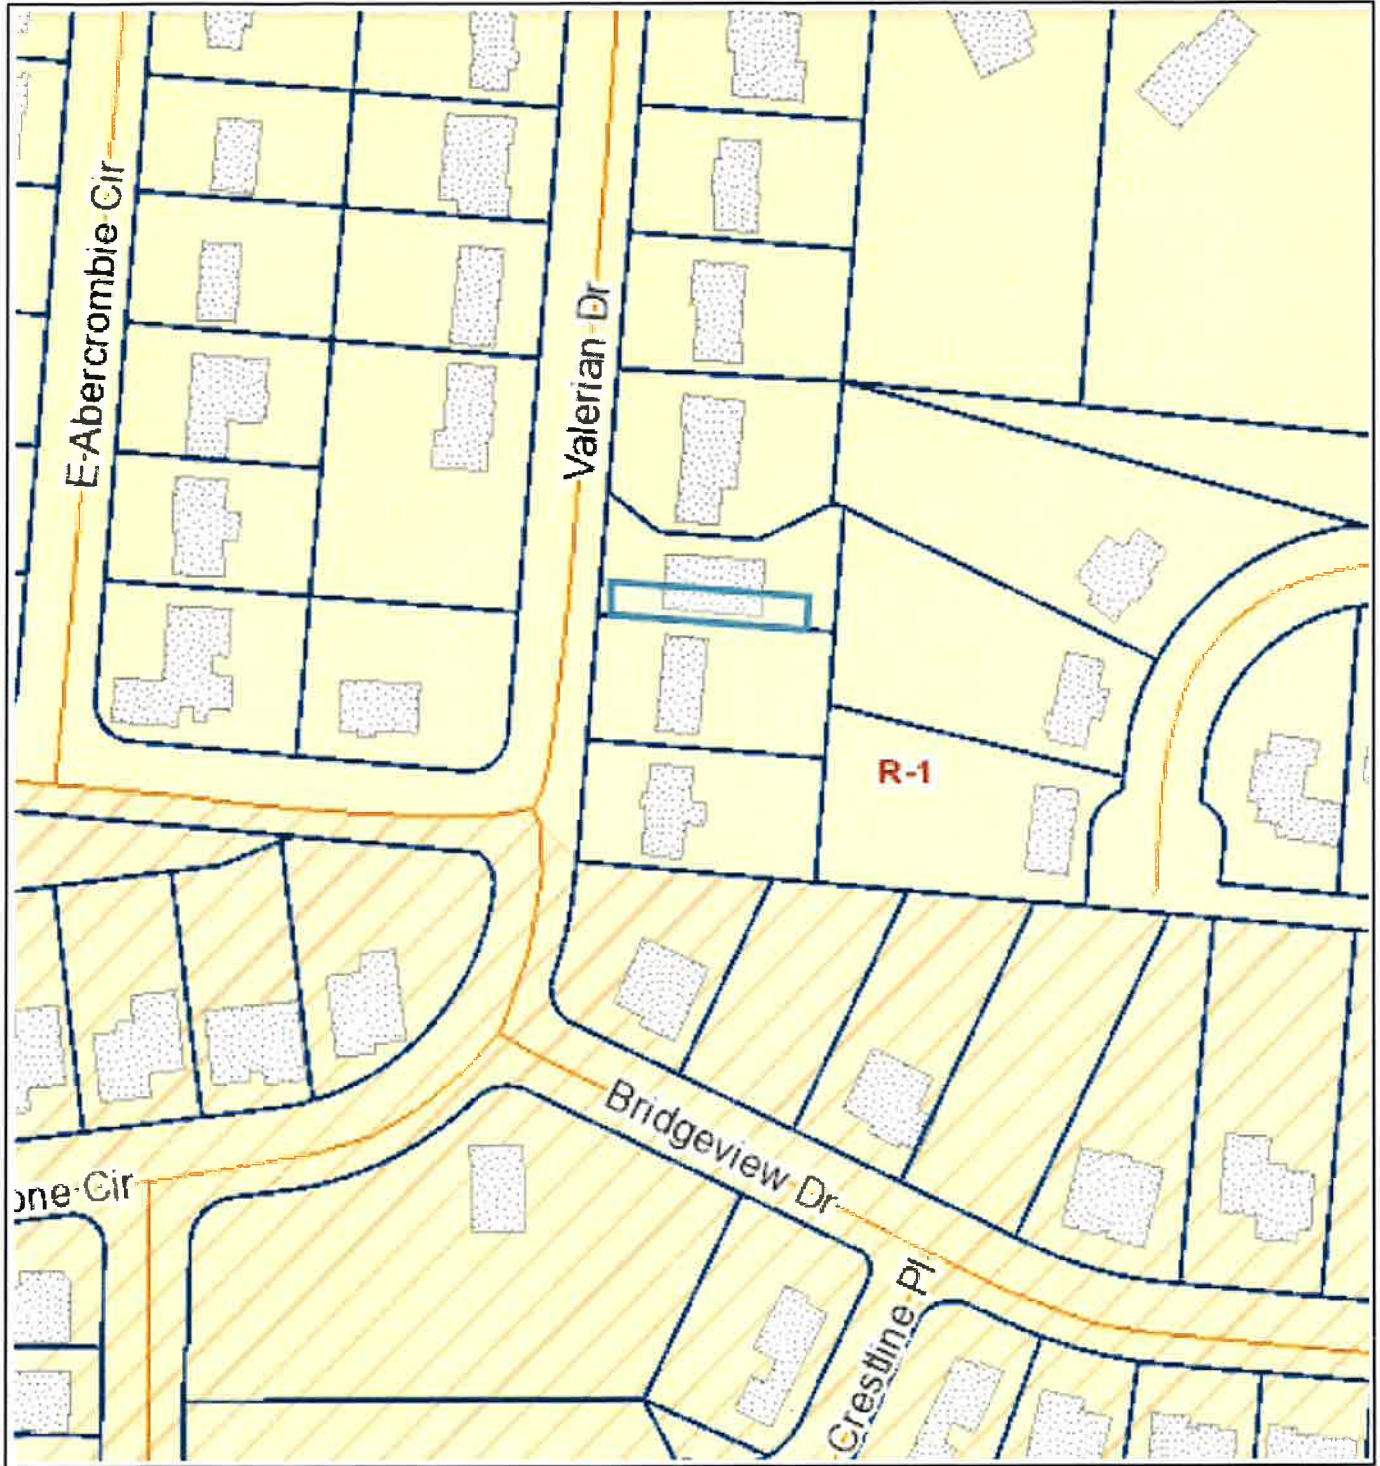 E-Abercrombie-Cir
Valerian-Dr
R-1
Bridgeview Dr
one-Cir
Crestline-Pl